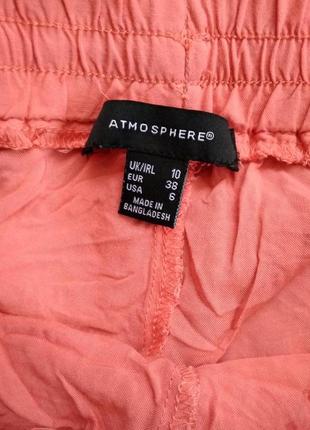 ATMOSPHERE®
UK/IRL 10
EUR 38
USA 6
MADE IN
BANGLADESH